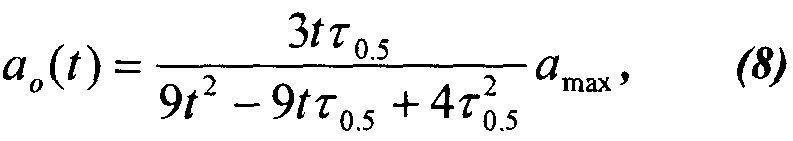 a_o(t) = \frac{3t\tau_{0.5}}{9t^2 - 9t\tau_{0.5} + 4\tau_{0.5}^2} a_{\max}, (8)